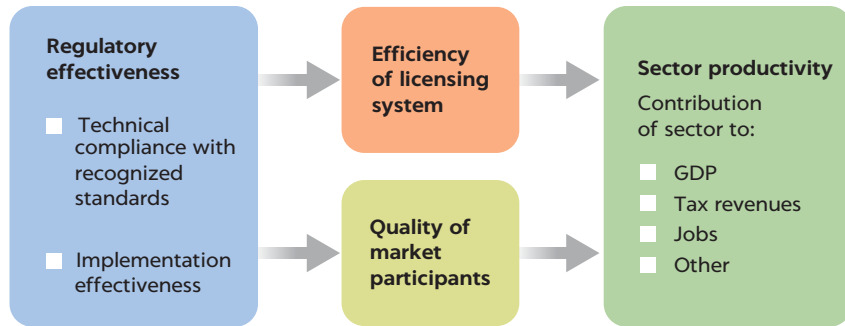 Regulatory
effectiveness
Technical
compliance with
recognized
standards
Implementation
effectiveness
Efficiency
of licensing
system
Quality of
market
participants
Sector productivity
Contribution
of sector to:
GDP
Tax revenues
Jobs
Other